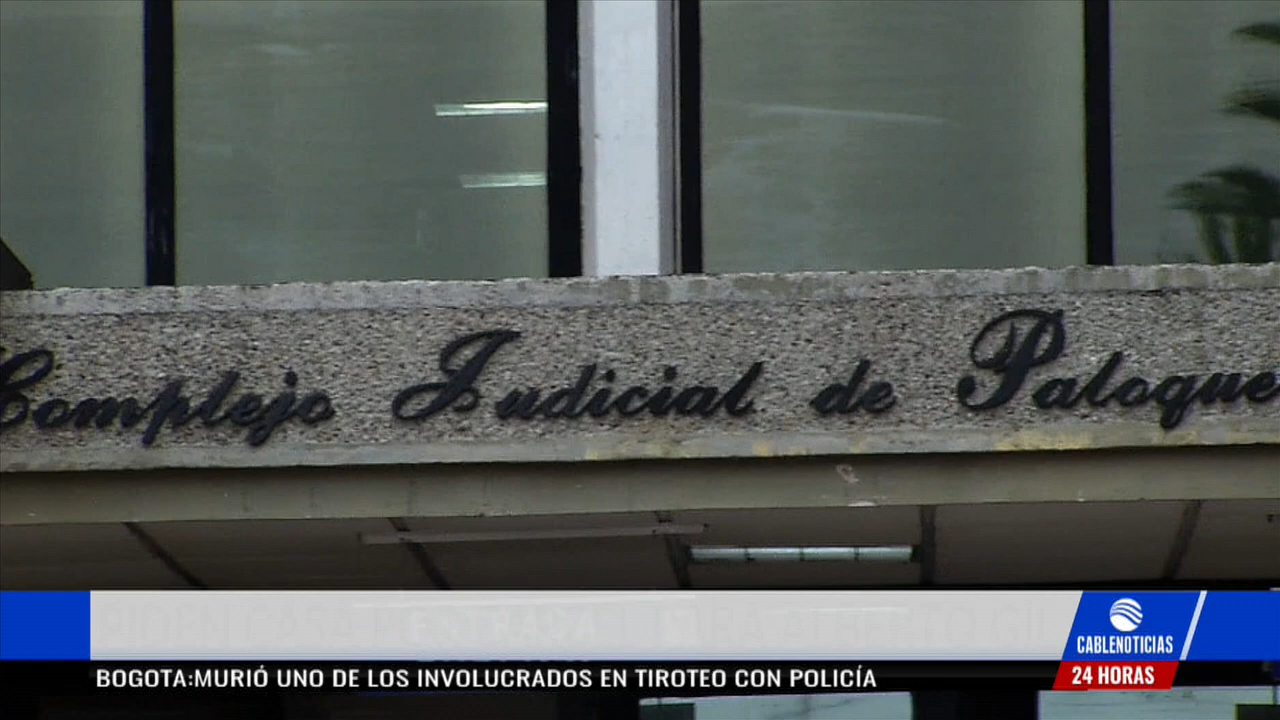 Complejo Judicial de Paloque
CABLENOTICIAS
24 HORAS
BOGOTA:MURIÓ UNO DE LOS INVOLUCRADOS EN TIROTEO CON POLICÍA